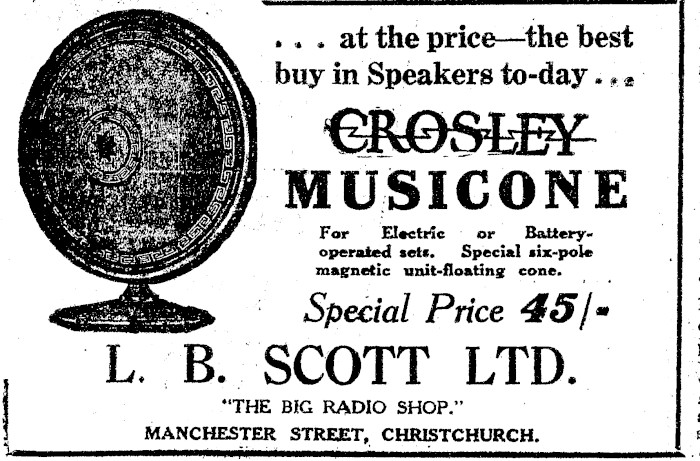 . . . at the price—the best
buy in Speakers to-day . . .
CROSLEY
MUSICONE
For Electric or Battery-
operated sets. Special six-pole
magnetic unit-floating cone.
Special Price 45/-
L. B. SCOTT LTD.
"THE BIG RADIO SHOP."
MANCHESTER STREET, CHRISTCHURCH.